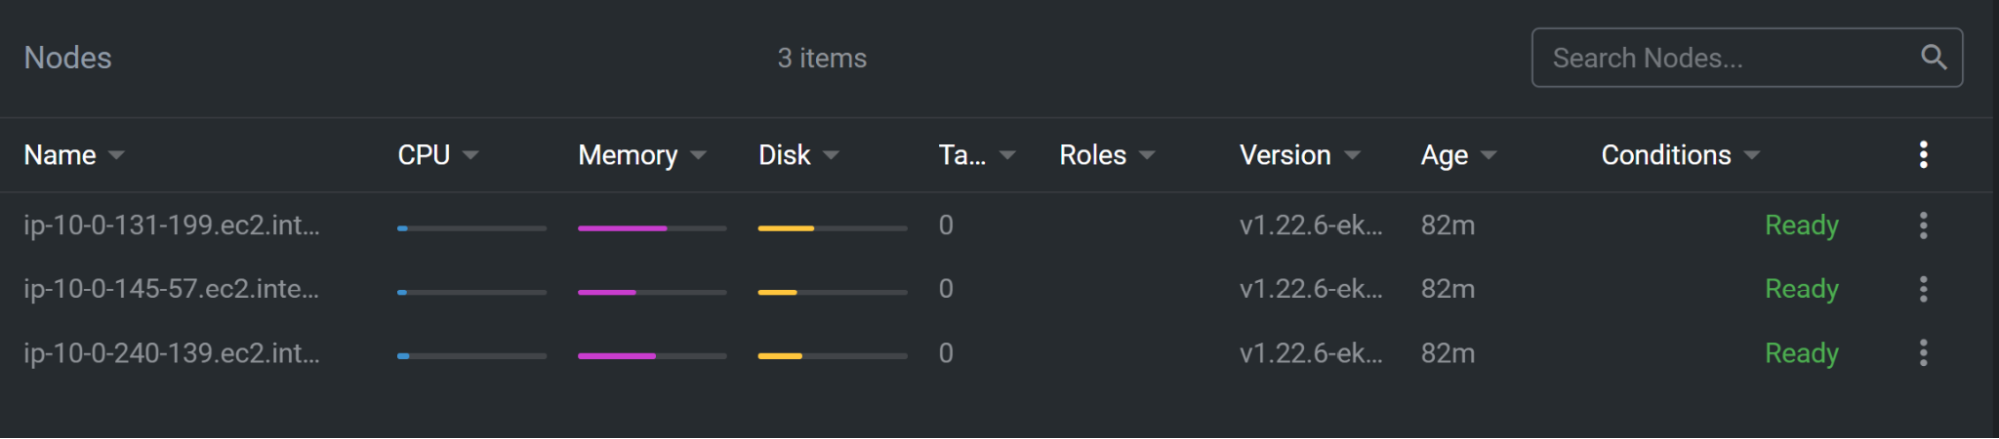 Nodes 3 items Search Nodes...
Name CPU Memory Disk Ta... Roles Version Age Conditions
ip-10-0-131-199.ec2.int... 0 v1.22.6-ek... 82m Ready
ip-10-0-145-57.ec2.inte... 0 v1.22.6-ek... 82m Ready
ip-10-0-240-139.ec2.int... 0 v1.22.6-ek... 82m Ready